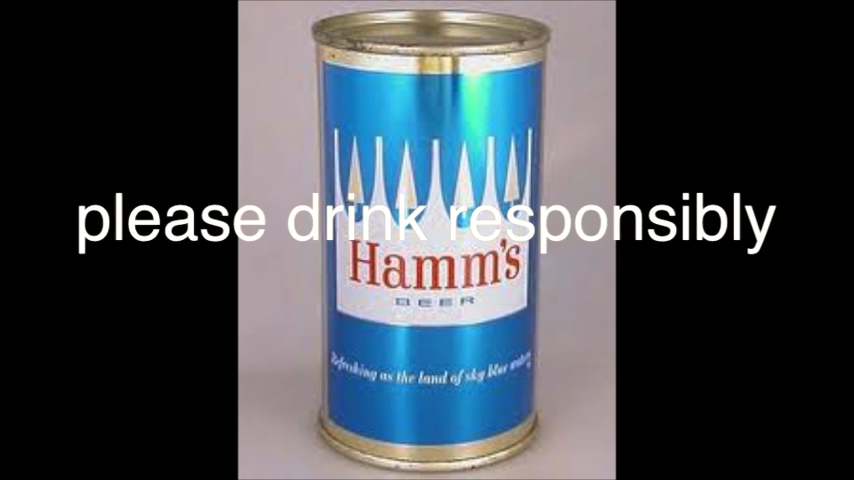 please drink responsibly
Hamm's
BEER
Refreshing as the land of sky blue waters